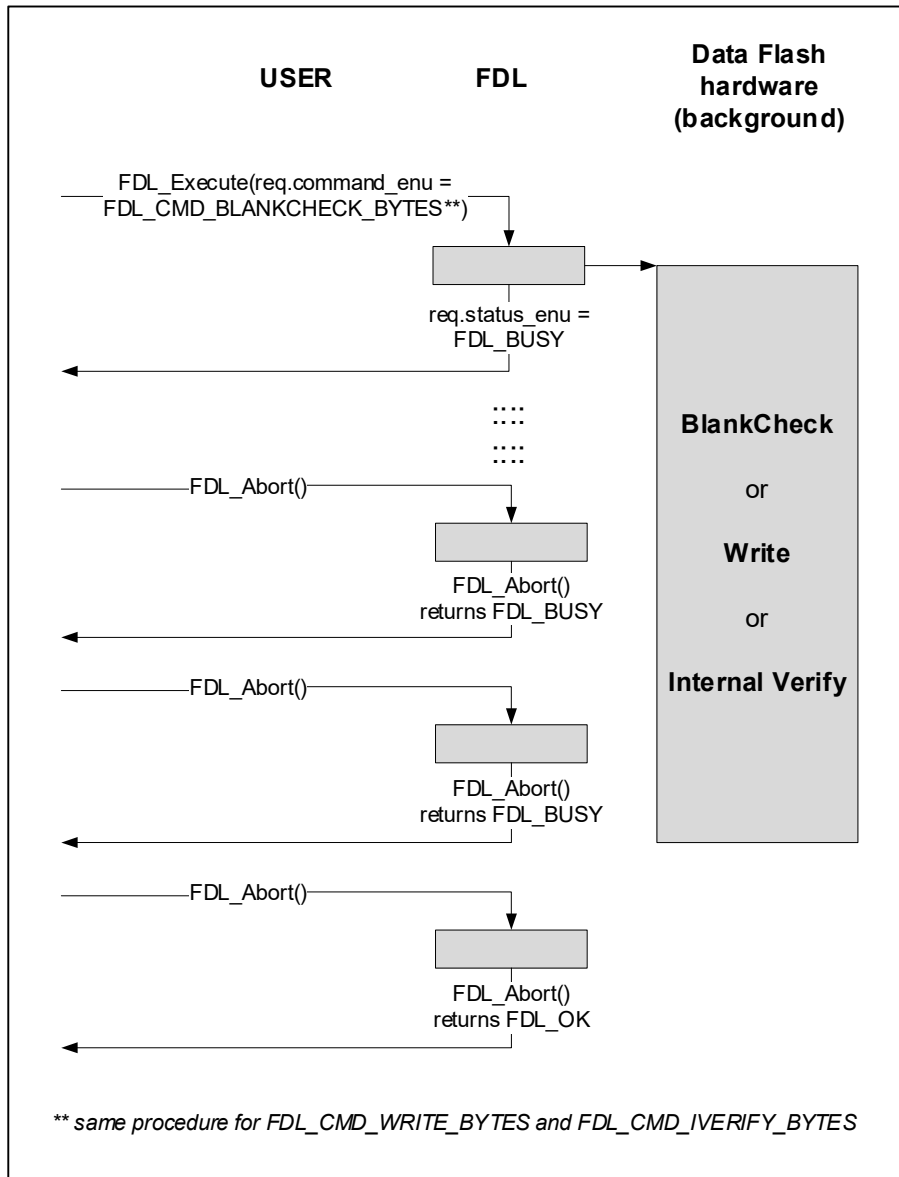 USER
FDL
Data Flash
hardware
(background)
FDL_Execute(req.command_enu =
FDL_CMD_BLANKCHECK_BYTES**)
req.status_enu =
FDL_BUSY
::::
::::
FDL_Abort()
FDL_Abort()
returns FDL_BUSY
FDL_Abort()
FDL_Abort()
returns FDL_BUSY
FDL_Abort()
FDL_Abort()
returns FDL_OK
BlankCheck
or
Write
or
Internal Verify
** same procedure for FDL_CMD_WRITE_BYTES and FDL_CMD_IVERIFY_BYTES